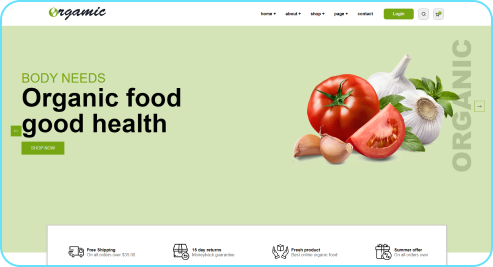 Orgamic
home about shop page contact Login
BODY NEEDS
Organic food
good health
SHOP NOW
ORGANIC
Free Shipping
On all orders over $30.00
15 day returns
Moneyback guarantee
Fresh product
Best online organic food
Summer offer
On all orders over